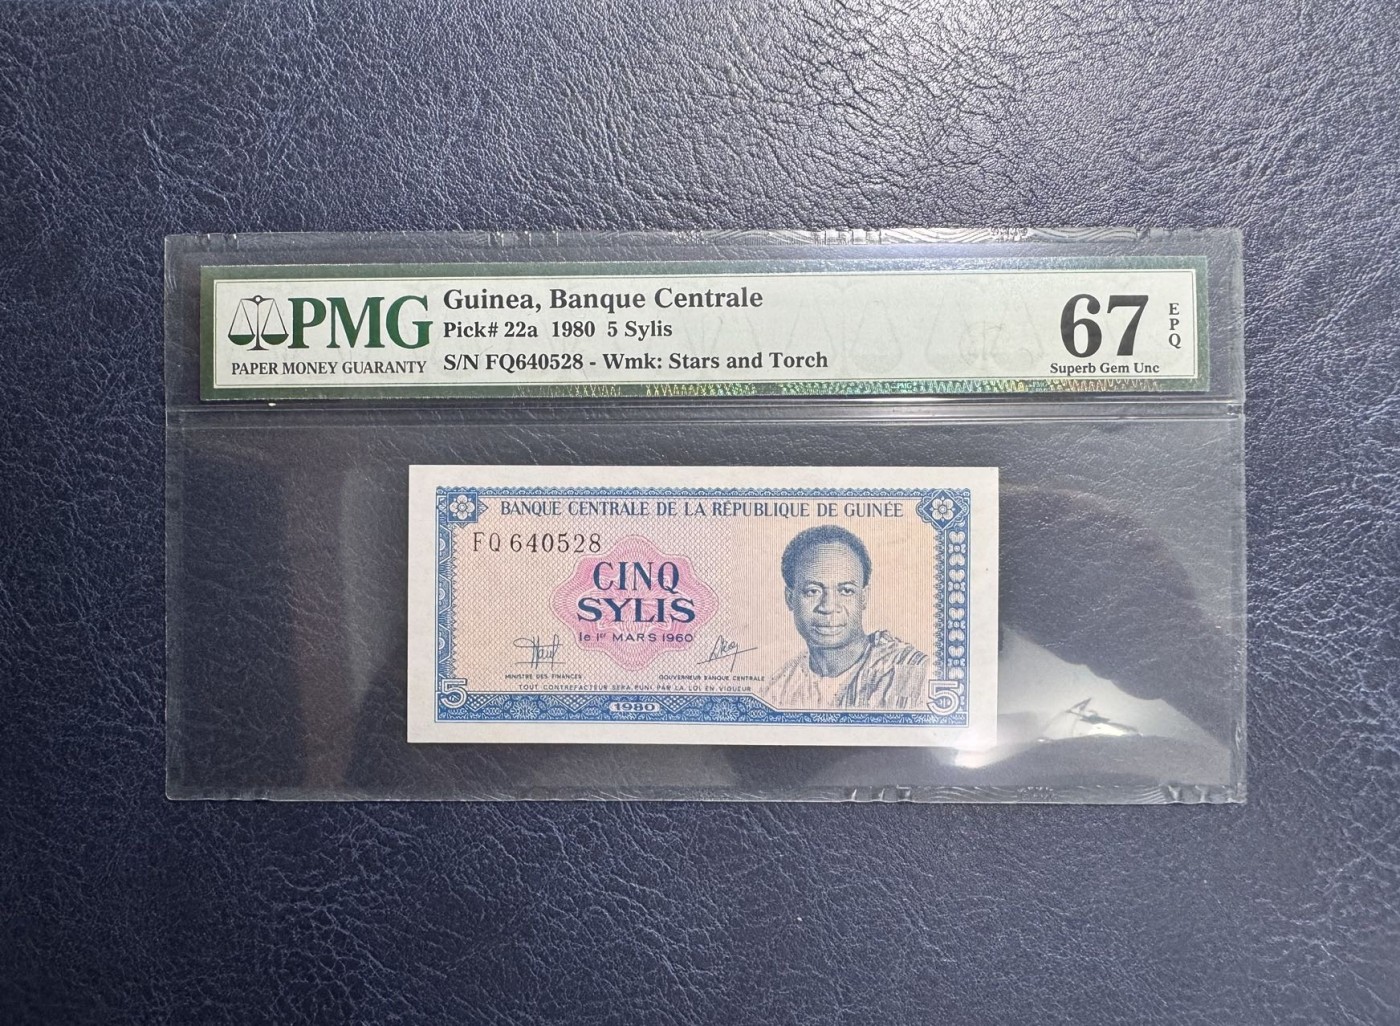 PMG
PAPER MONEY GUARANTY
Guinea, Banque Centrale
Pick# 22a 1980 5 Sylis
S/N FQ640528 - Wmk: Stars and Torch
67
EPQ
Superb Gem Unc
BANQUE CENTRALE DE LA RÉPUBLIQUE DE GUINÉE
FQ 640528
CINQ
SYLIS
le 1er MARS 1960
MINISTRE DES FINANCES
GOUVERNEUR BANQUE CENTRALE
TOUT CONTREFACTEUR SERA PUNI PAR LA LOI EN VIGUEUR
5
5
1980